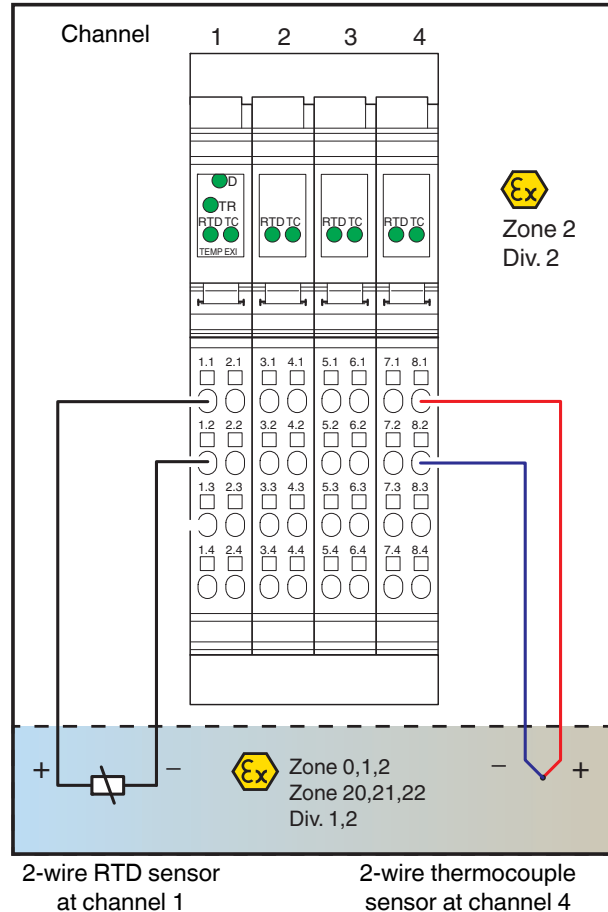 Channel 1 2 3 4
D
TR
RTD TC RTD TC RTD TC RTD TC
TEMP EXI
Ex
Zone 2
Div. 2
1.1 2.1 3.1 4.1 5.1 6.1 7.1 8.1
1.2 2.2 3.2 4.2 5.2 6.2 7.2 8.2
1.3 2.3 3.3 4.3 5.3 6.3 7.3 8.3
1.4 2.4 3.4 4.4 5.4 6.4 7.4 8.4
+ − − +
Ex
Zone 0,1,2
Zone 20,21,22
Div. 1,2
2-wire RTD sensor
at channel 1
2-wire thermocouple
sensor at channel 4